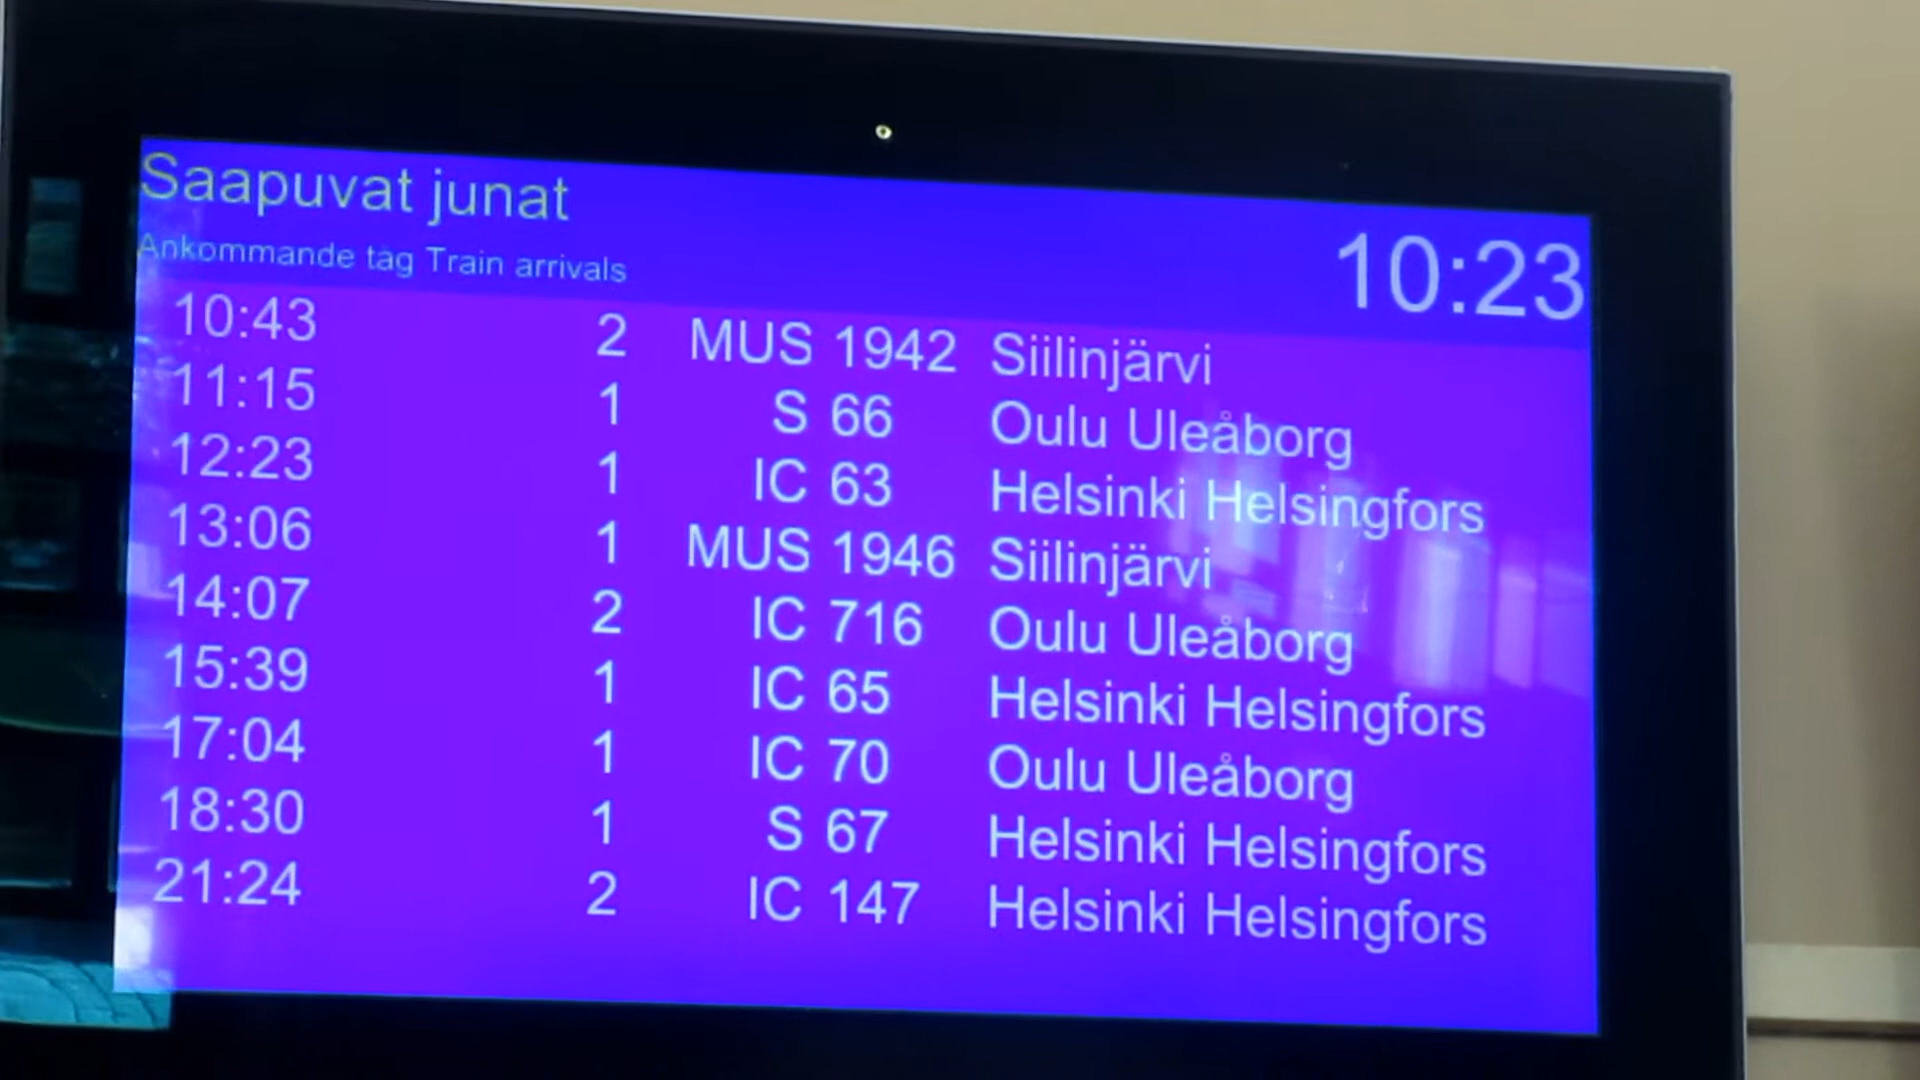 Saapuvat junat
Ankommande tåg Train arrivals
10:23
10:43 2 MUS 1942 Siilinjärvi
11:15 1 S 66 Oulu Uleåborg
12:23 1 IC 63 Helsinki Helsingfors
13:06 1 MUS 1946 Siilinjärvi
14:07 2 IC 716 Oulu Uleåborg
15:39 1 IC 65 Helsinki Helsingfors
17:04 1 IC 70 Oulu Uleåborg
18:30 1 S 67 Helsinki Helsingfors
21:24 2 IC 147 Helsinki Helsingfors